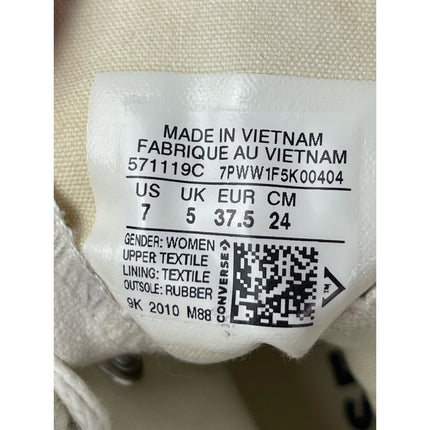 MADE IN VIETNAM
FABRIQUE AU VIETNAM
571119C 7PWW1F5K00404
US UK EUR CM
7 5 37.5 24
GENDER: WOMEN
UPPER: TEXTILE
LINING: TEXTILE
OUTSOLE: RUBBER
9K 2010 M88
CONVERSE
TM